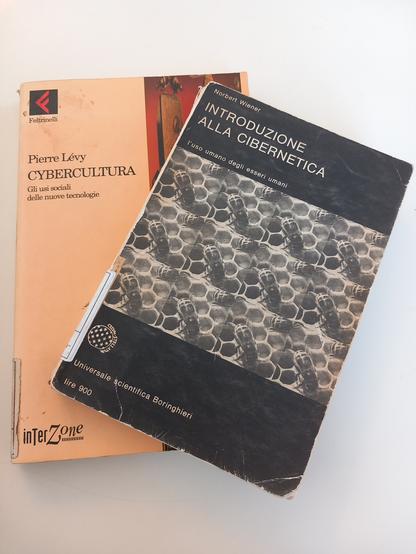 Feltrinelli
Pierre Lévy
CYBERCULTURA
Gli usi sociali
delle nuove tecnologie
inTerZone
Norbert Wiener
INTRODUZIONE
ALLA CIBERNETICA
l'uso umano degli esseri umani
Universale scientifica Boringhieri
lire 900